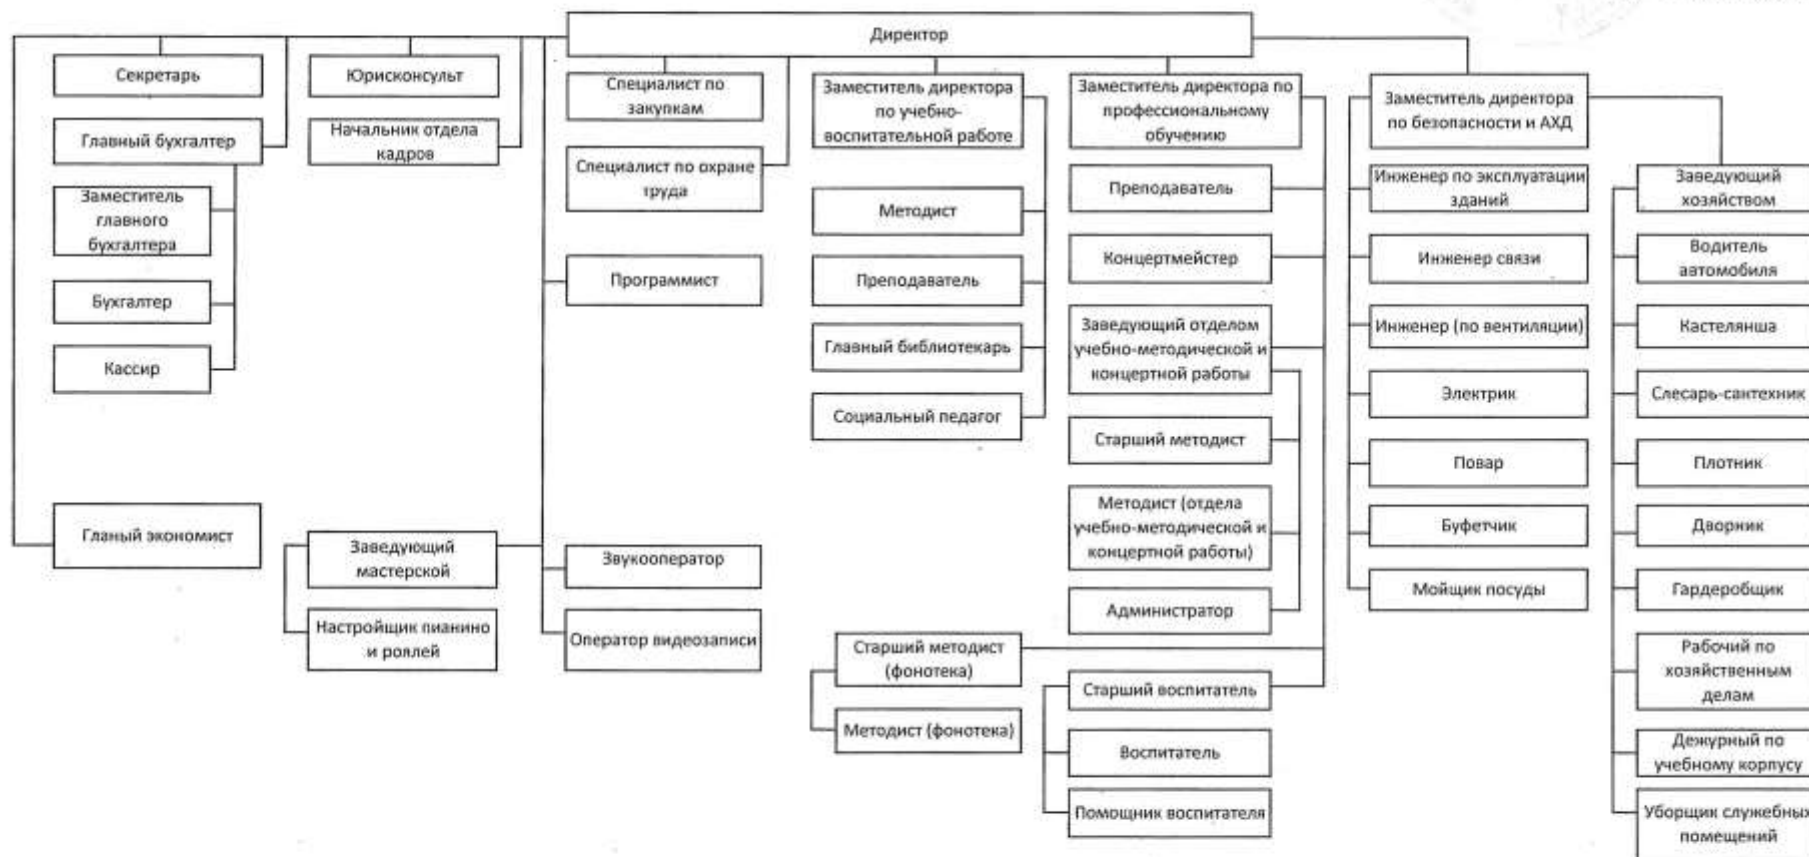 Директор
Секретарь
Главный бухгалтер
Заместитель
главного
бухгалтера
Бухгалтер
Кассир
Гланый экономист
Юрисконсульт
Начальник отдела
кадров
Заведующий
мастерской
Настройщик пианино
и роялей
Специалист по
закупкам
Специалист по охране
труда
Программист
Звукооператор
Оператор видеозаписи
Заместитель директора
по учебно-
воспитательной работе
Методист
Преподаватель
Главный библиотекарь
Социальный педагог
Старший методист
(фонотека)
Методист (фонотека)
Заместитель директора по
профессиональному
обучению
Преподаватель
Концертмейстер
Заведующий отделом
учебно-методической и
концертной работы
Старший методист
Методист (отдела
учебно-методической и
концертной работы)
Администратор
Старший воспитатель
Воспитатель
Помощник воспитателя
Заместитель директора
по безопасности и АХД
Инженер по эксплуатации
зданий
Инженер связи
Инженер (по вентиляции)
Электрик
Повар
Буфетчик
Мойщик посуды
Заведующий
хозяйством
Водитель
автомобиля
Кастелянша
Слесарь-сантехник
Плотник
Дворник
Гардеробщик
Рабочий по
хозяйственным
делам
Дежурный по
учебному корпусу
Уборщик служебных
помещений